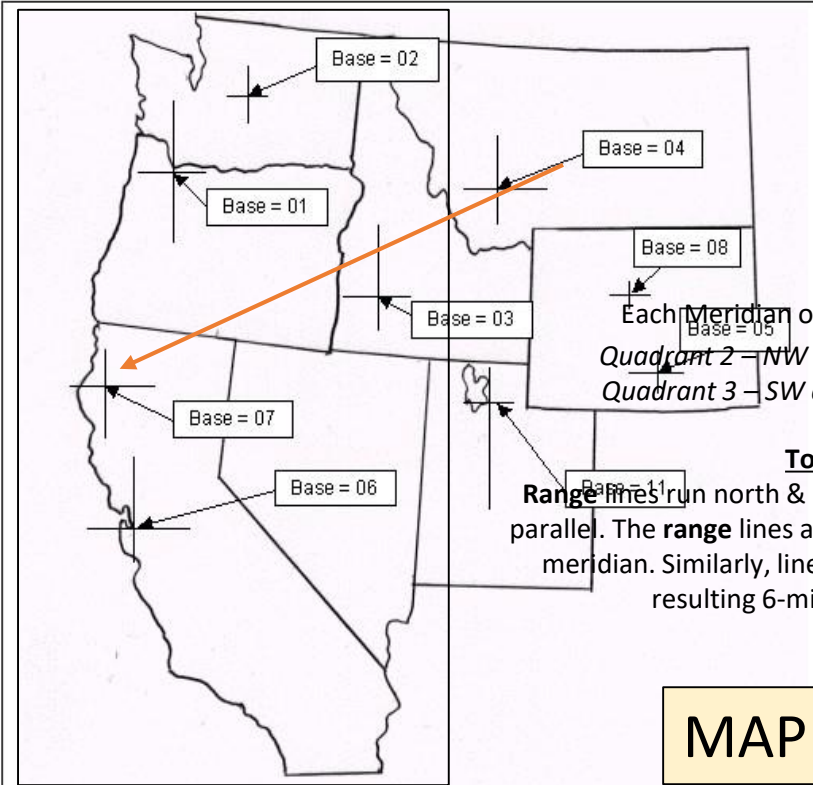 Base = 02
Base = 04
Base = 01
Base = 08
Base = 03
Each Meridian o
Base = 05
Quadrant 2 – NW
Quadrant 3 – SW
Base = 07
To
Base = 11
Base = 06
Range lines run north &
parallel. The range lines a
meridian. Similarly, line
resulting 6-mi
MAP